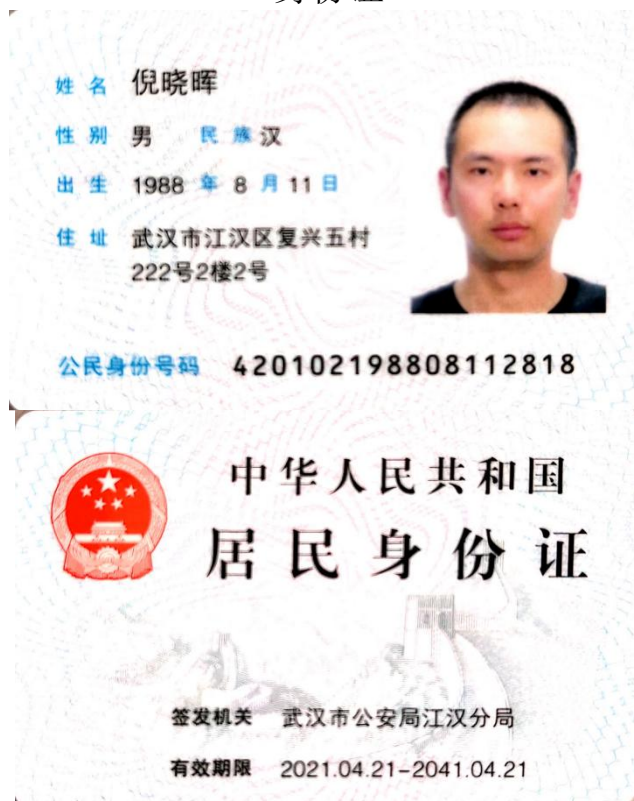 姓名 倪晓晖
性别 男 民族 汉
出生 1988 年 8 月 11 日
住址 武汉市江汉区复兴五村
222号2楼2号
公民身份号码 420102198808112818
中华人民共和国
居民身份证
签发机关 武汉市公安局江汉分局
有效期限 2021.04.21-2041.04.21